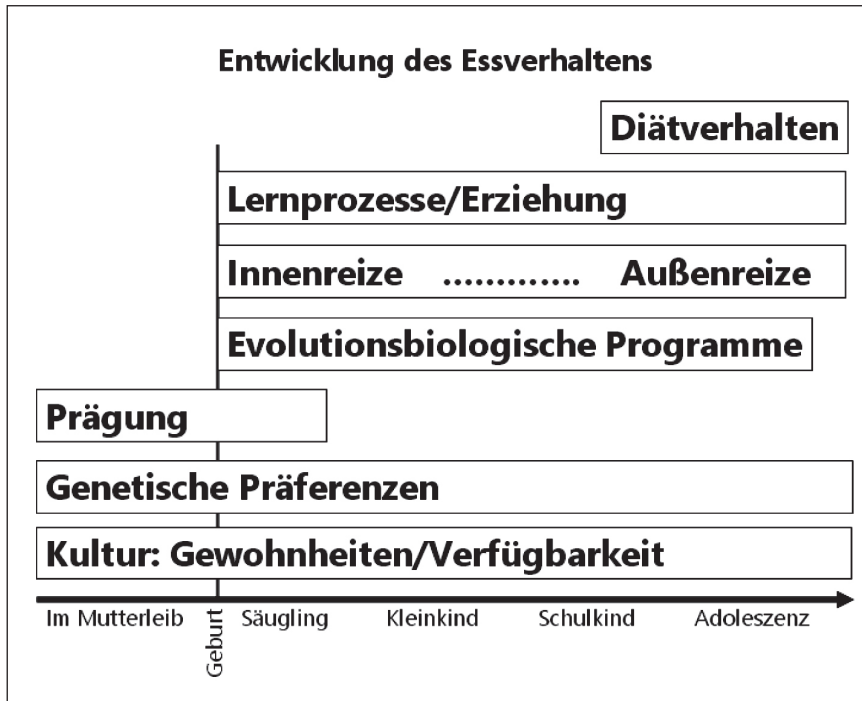 Entwicklung des Essverhaltens
Diätverhalten
Lernprozesse/Erziehung
Innenreize ............. Außenreize
Evolutionsbiologische Programme
Prägung
Genetische Präferenzen
Kultur: Gewohnheiten/Verfügbarkeit
Im Mutterleib Geburt Säugling Kleinkind Schulkind Adoleszenz